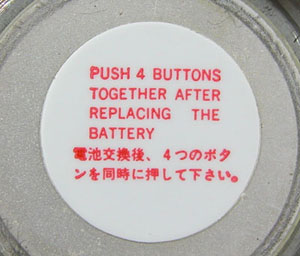 PUSH 4 BUTTONS
TOGETHER AFTER
REPLACING THE
BATTERY
電池交換後、4つのボタ
ンを同時に押して下さい。